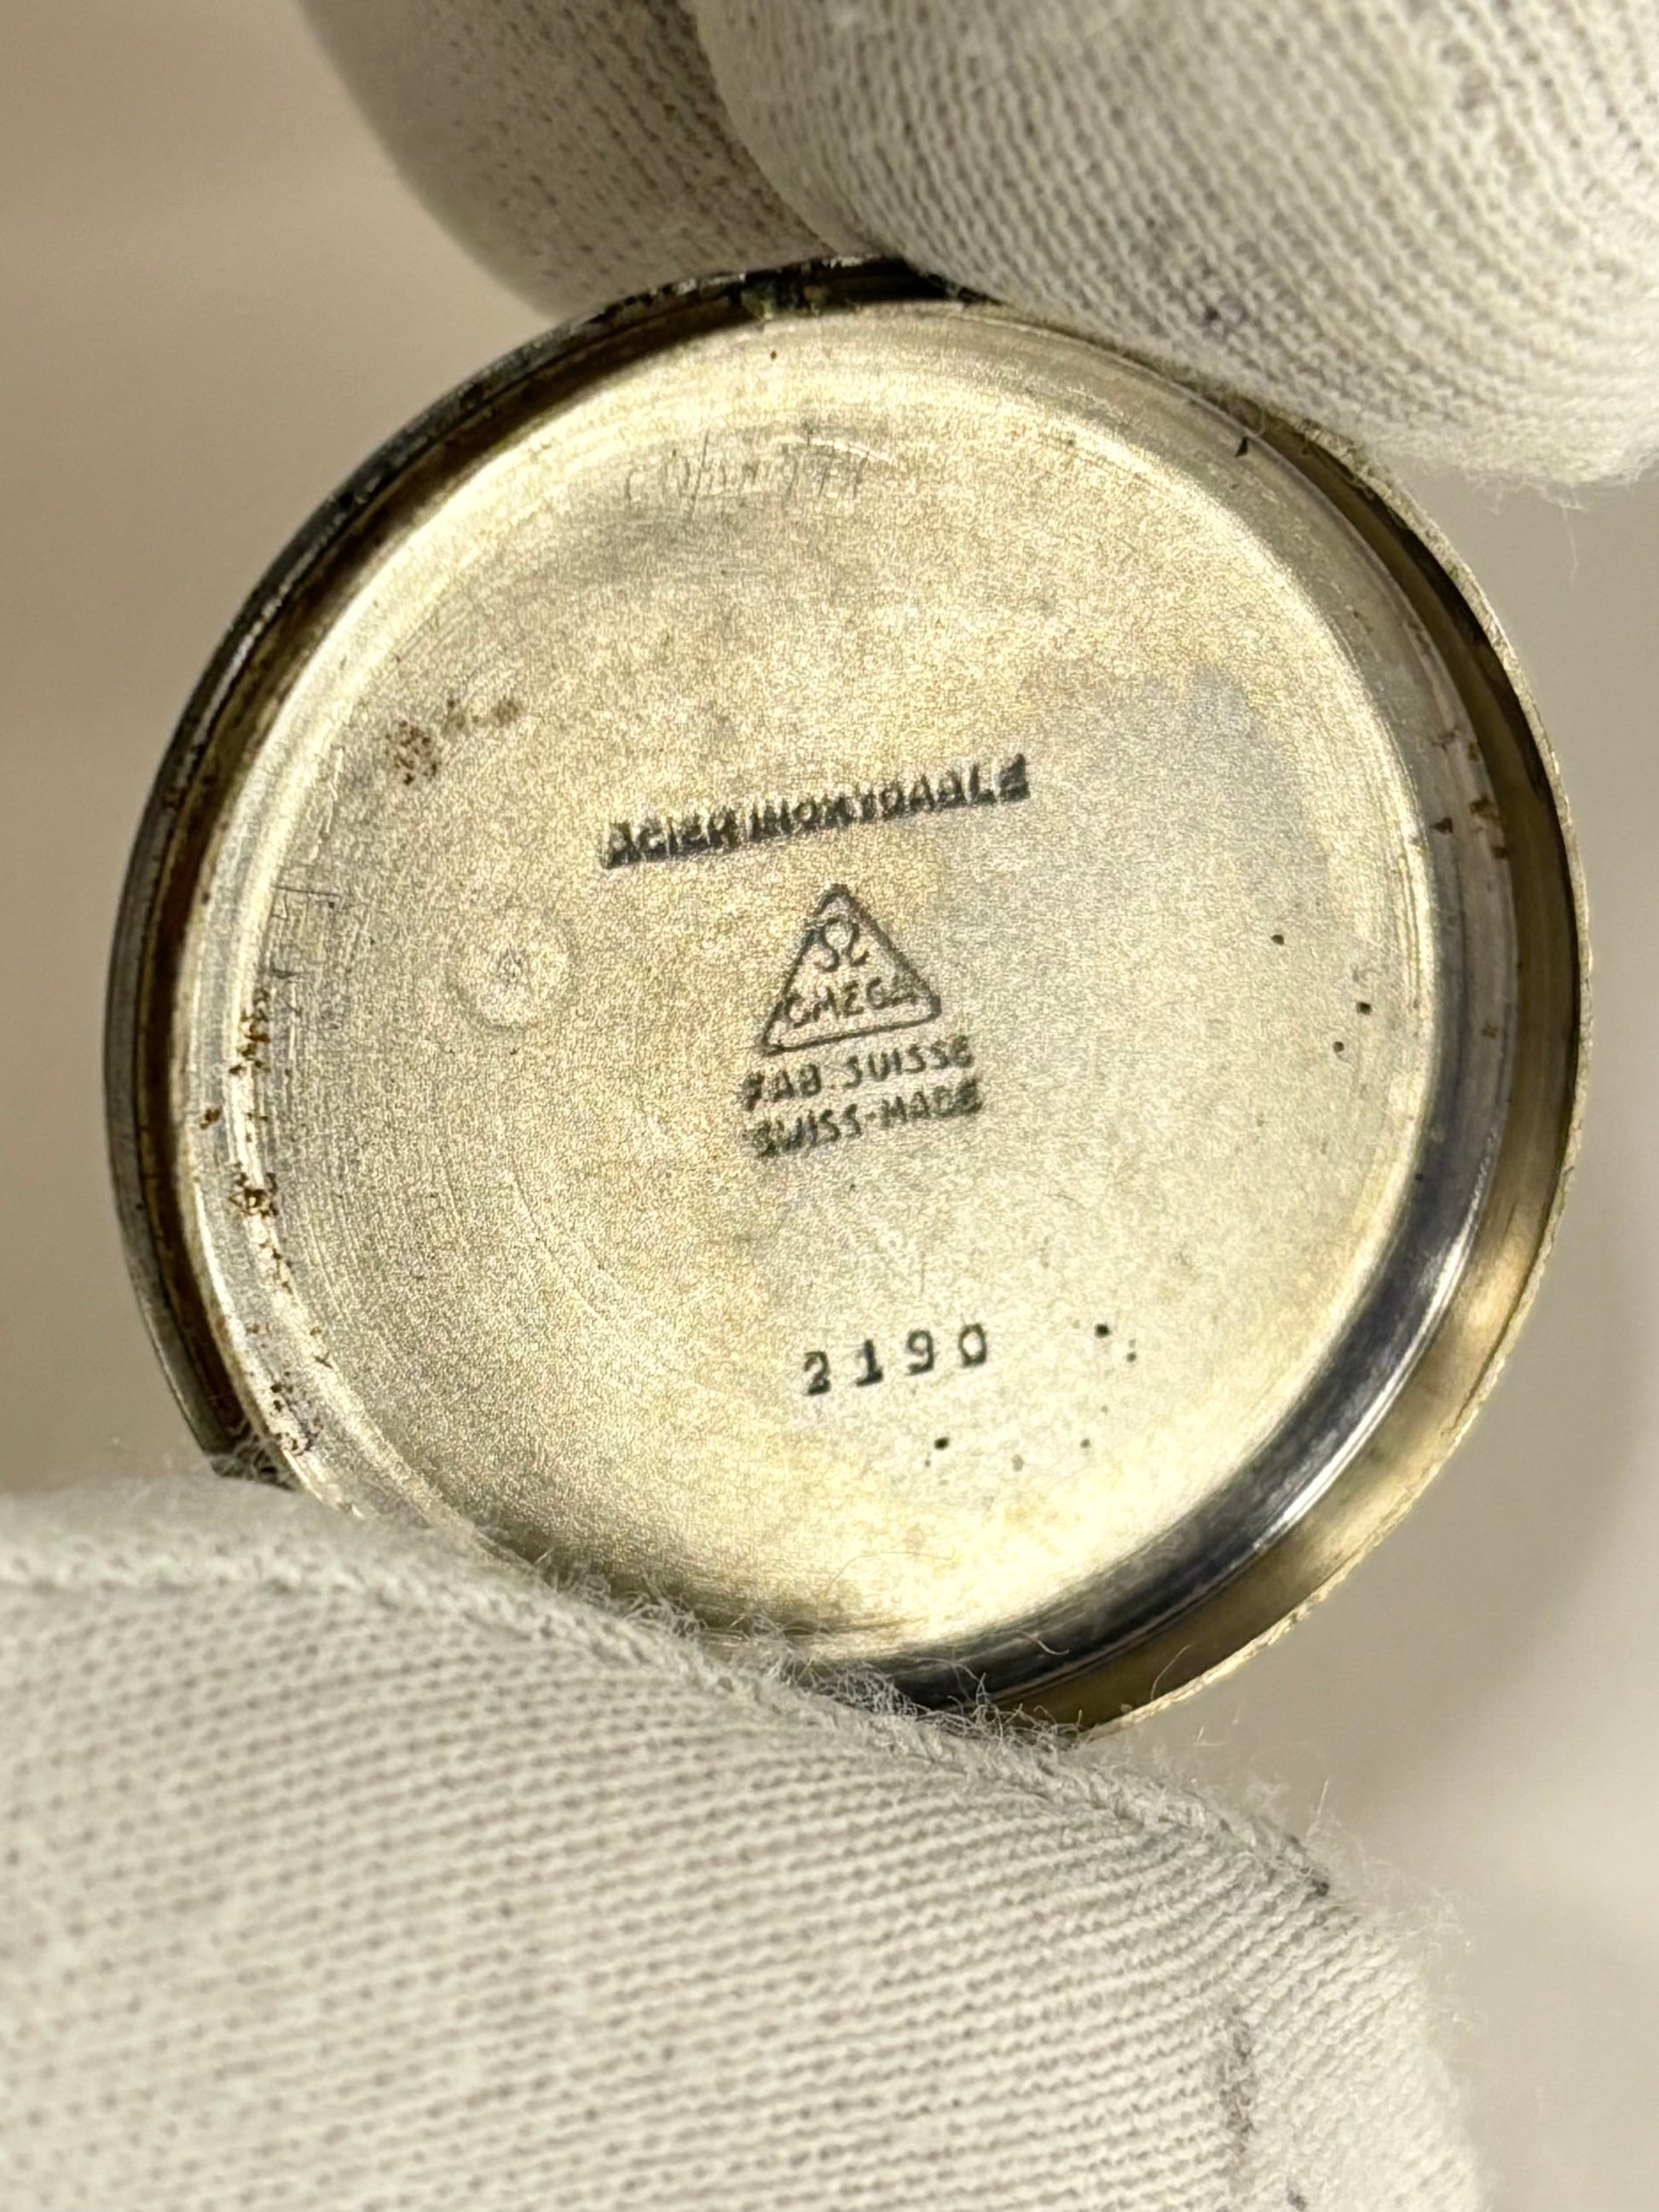 ACIER INOXYDABLE
Ω
OMEGA
FAB. SUISSE
SWISS-MADE
2190